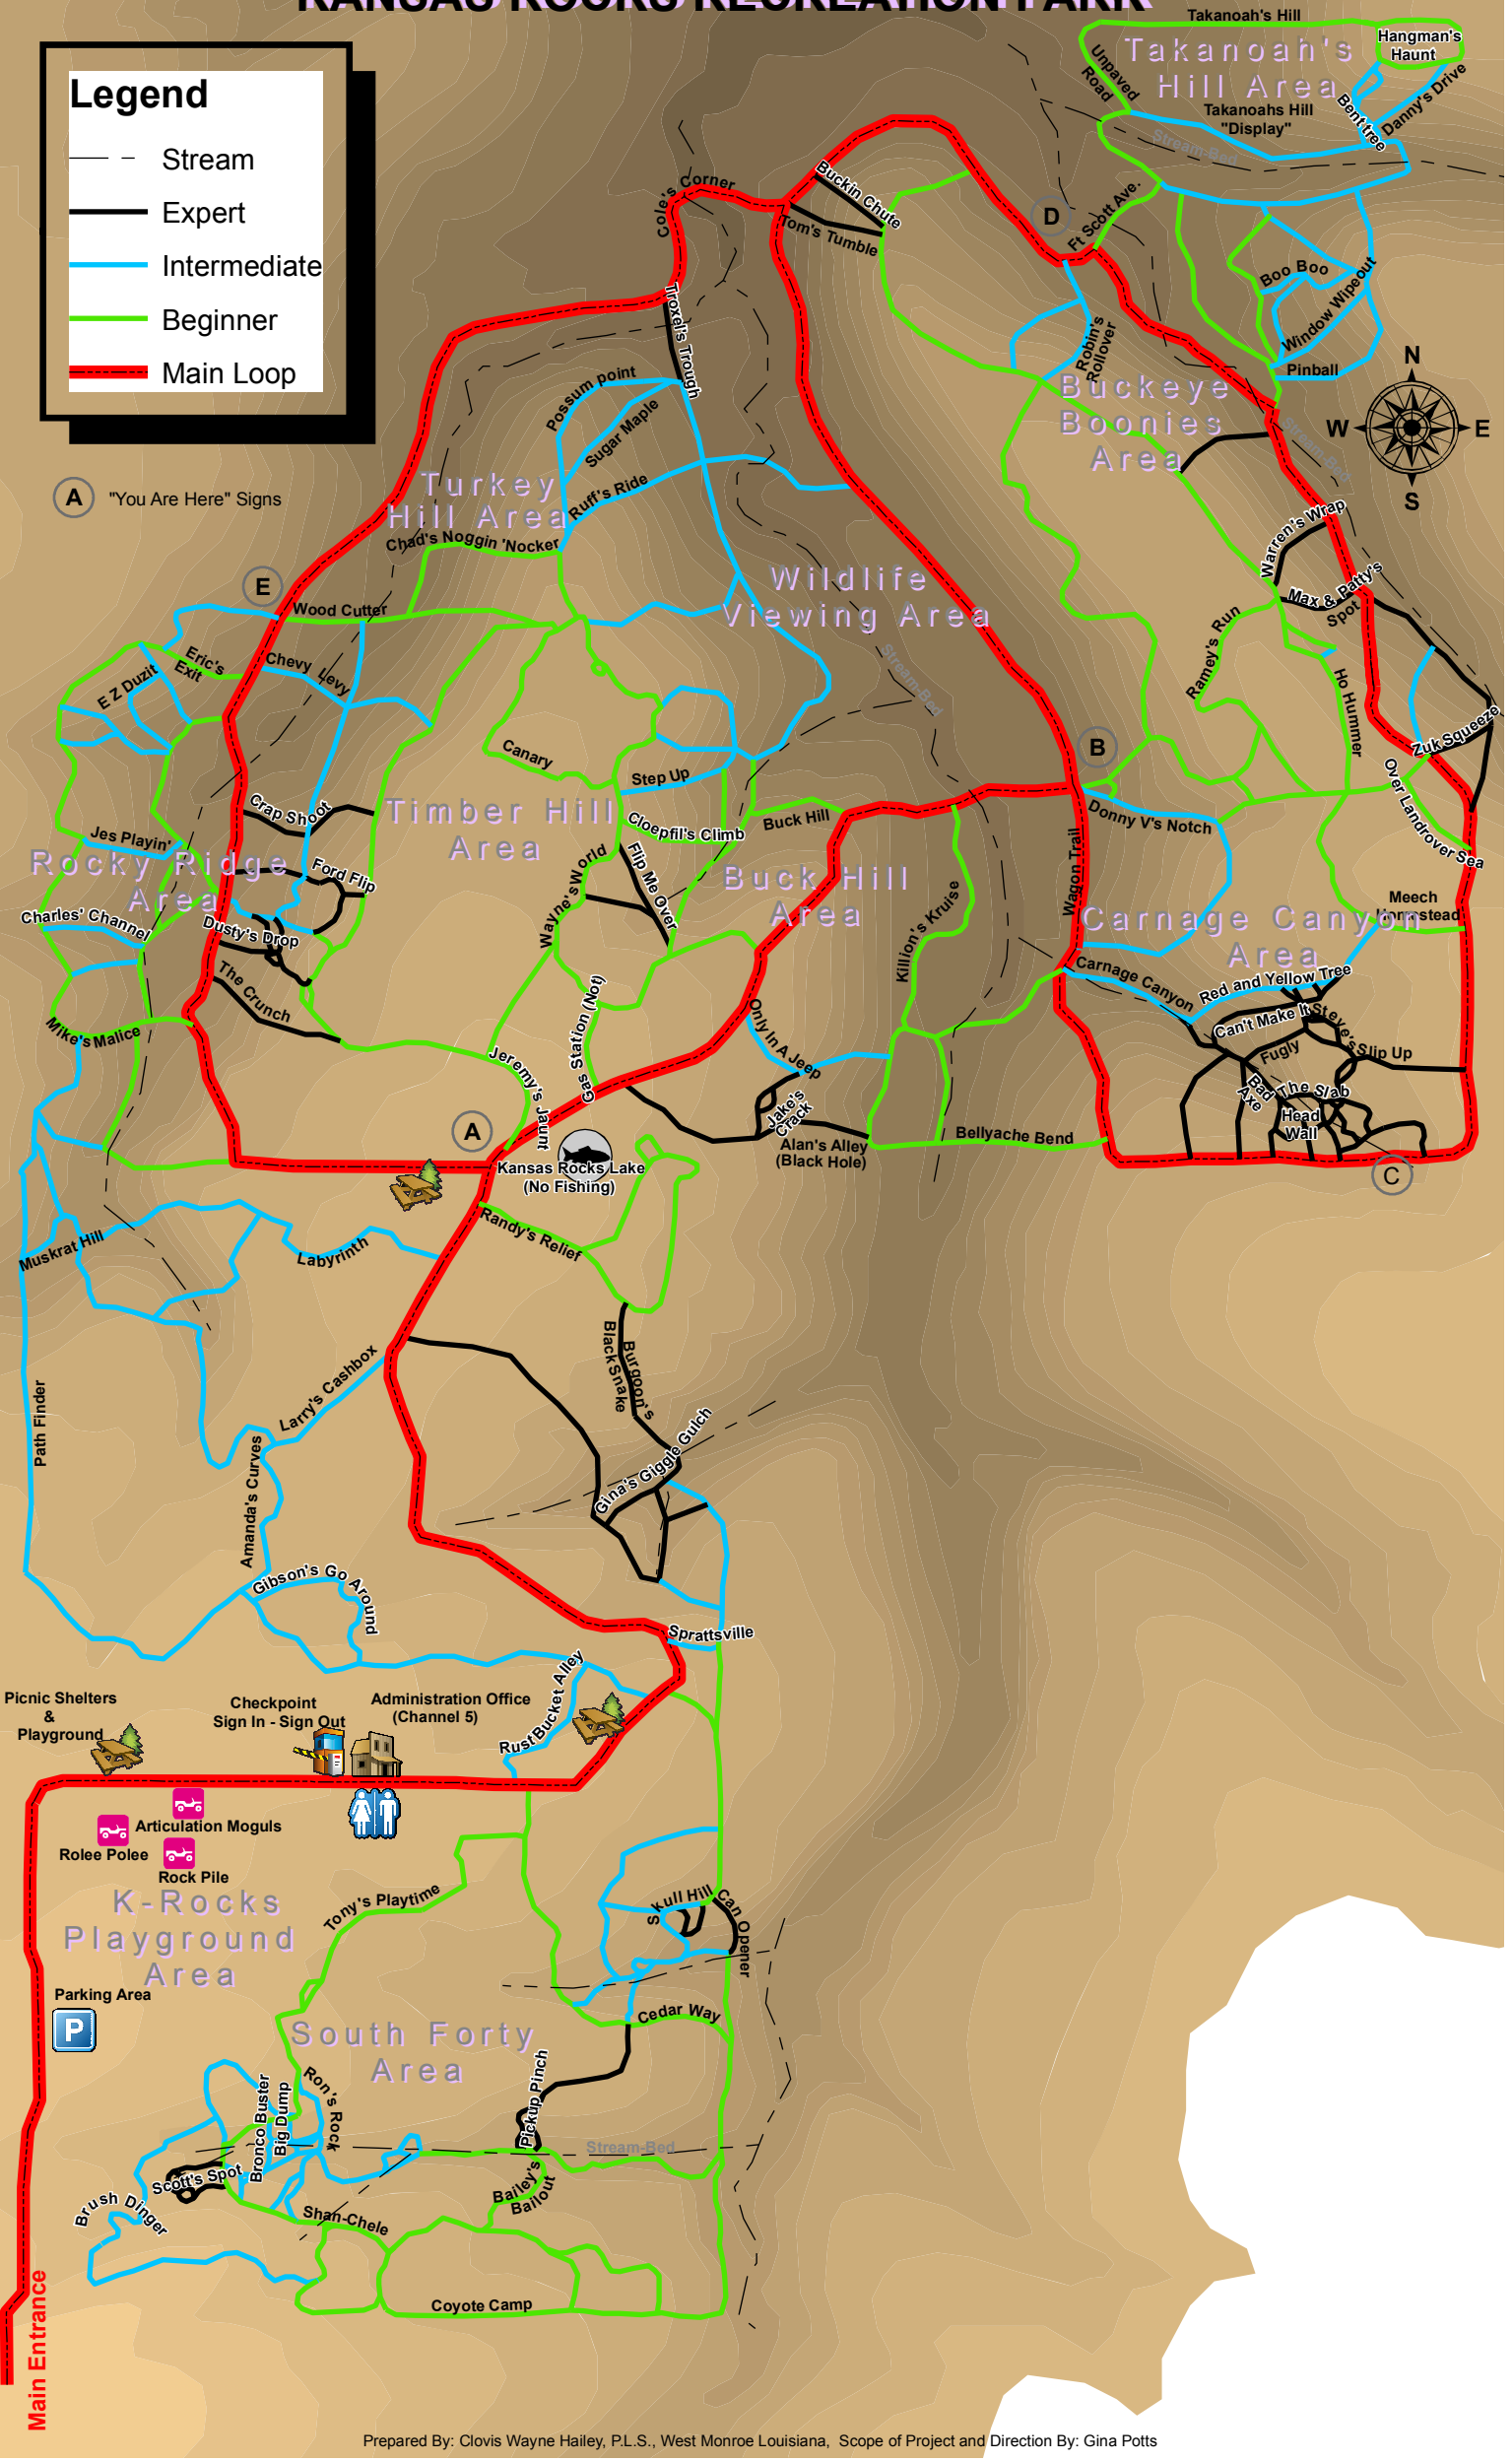 KANSAS ROCKS RECREATION PARK
Legend
Stream
Expert
Intermediate
Beginner
Main Loop
A
"You Are Here" Signs
Takanoah's Hill
Hangman's
Haunt
Takanoah's
Hill Area
Unpaved
Road
Takanoahs Hill
"Display"
Bent tree
Danny's Drive
Stream-Bed
Buckin Chute
Tom's Tumble
Cole's Corner
D
Ft Scott Ave.
Boo Boo
Window Wipeout
Pinball
Robin's
Rollover
Buckeye
Boonies
Area
N
W
E
S
Stream-Bed
Troxel's Trough
Possum point
Sugar Maple
Ruff's Ride
Turkey
Hill Area
Chad's Noggin 'Nocker
E
Wood Cutter
Wildlife
Viewing Area
Stream-Bed
Warren's Wrap
Max & Patty's
Spot
Ramey's Run
Ho Hummer
Zuk Squeeze
Over Landrover Sea
Eric's
Exit
E Z Duzit
Chevy Levy
Canary
Step Up
B
Donny V's Notch
Crap Shoot
Timber Hill
Area
Cloepfil's Climb
Buck Hill
Jes Playin'
Rocky Ridge
Area
Ford Flip
Wayne'sWorld
Flip Me Over
Buck Hill
Area
Killion's Kruise
Wagon Trail
Meech
Homestead
Carnage Canyon
Area
Charles' Channel
Dusty's Drop
The Crunch
Mike's Malice
Gas Station (Not)
Only In A Jeep
Carnage Canyon
Red and Yellow Tree
Can't Make It
Steve's Slip Up
Fugly
Bad
Axe
The Slab
Head
Wall
Jeremy's Jaunt
Jake's
Crack
Alan's Alley
(Black Hole)
Bellyache Bend
C
A
Kansas Rocks Lake
(No Fishing)
Randy's Relief
Muskrat Hill
Labyrinth
Path Finder
Larry's Cashbox
Burgoon's
BlackSnake
Gina's Giggle Gulch
Amanda's Curves
Gibson's Go Around
Sprattsville
RustBucket Alley
Picnic Shelters
&
Playground
Checkpoint
Sign In - Sign Out
Administration Office
(Channel 5)
Articulation Moguls
Rolee Polee
Rock Pile
K-Rocks
Playground
Area
Tony's Playtime
Skull Hill
Can Opener
Parking Area
P
South Forty
Area
Cedar Way
Ron's Rock
Bronco Buster
Big Dump
Pickup Pinch
Stream-Bed
Scott's Spot
Bailey's
Bailout
Brush Dinger
Shan-Chele
Coyote Camp
Main Entrance
Prepared By: Clovis Wayne Hailey, P.L.S., West Monroe Louisiana, Scope of Project and Direction By: Gina Potts